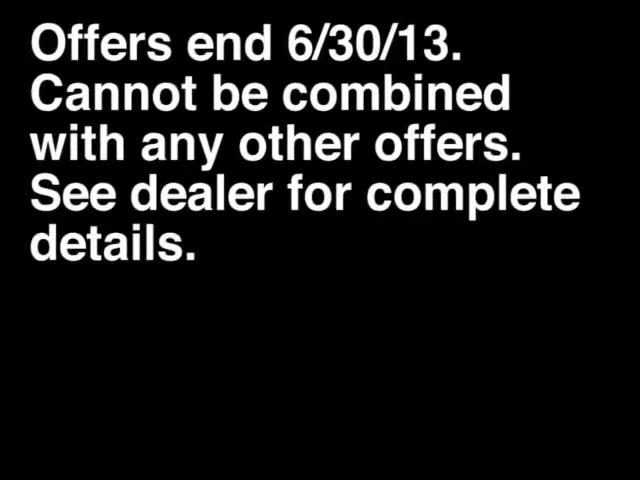 Offers end 6/30/13.
Cannot be combined
with any other offers.
See dealer for complete
details.